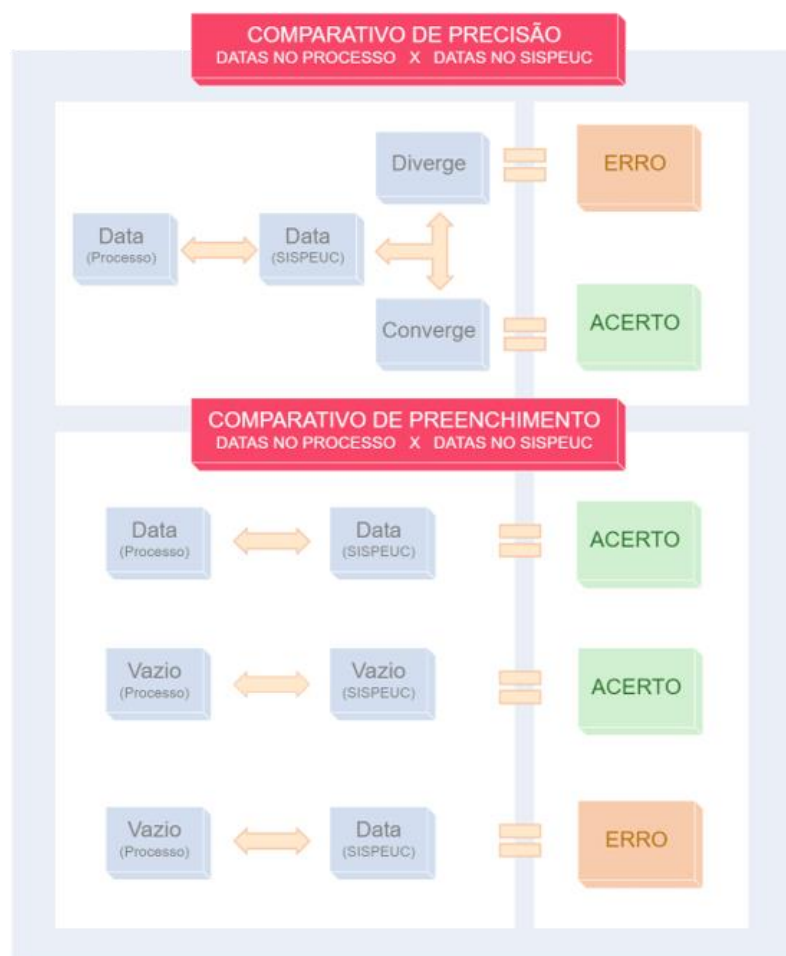 COMPARATIVO DE PRECISÃO
DATAS NO PROCESSO X DATAS NO SISPEUC
Diverge
ERRO
Data
(Processo)
Data
(SISPEUC)
Converge
ACERTO
COMPARATIVO DE PREENCHIMENTO
DATAS NO PROCESSO X DATAS NO SISPEUC
Data
(Processo)
Data
(SISPEUC)
ACERTO
Vazio
(Processo)
Vazio
(SISPEUC)
ACERTO
Vazio
(Processo)
Data
(SISPEUC)
ERRO